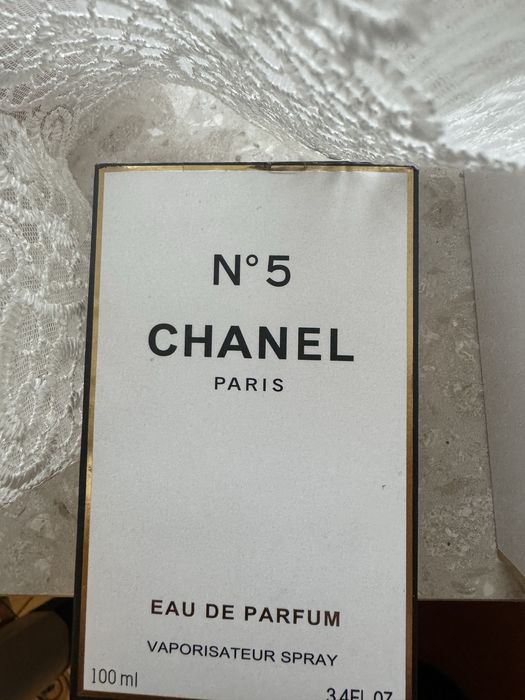 N°5
CHANEL
PARIS
EAU DE PARFUM
VAPORISATEUR SPRAY
100 ml
3.4FL.OZ